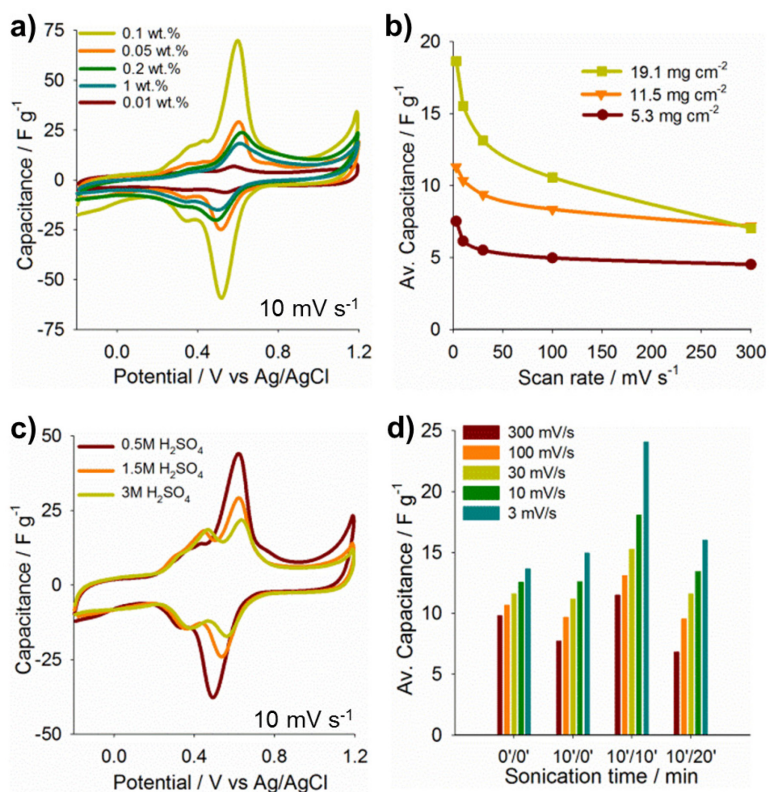 a)
75
50
25
0
-25
-50
-75
Capacitance / F g⁻¹
0.1 wt.%
0.05 wt.%
0.2 wt.%
1 wt.%
0.01 wt.%
10 mV s⁻¹
0.0 0.4 0.8 1.2
Potential / V vs Ag/AgCl
b)
20
15
10
5
0
Av. Capacitance / F g⁻¹
19.1 mg cm⁻²
11.5 mg cm⁻²
5.3 mg cm⁻²
0 50 100 150 200 250 300
Scan rate / mV s⁻¹
c)
50
25
0
-25
-50
Capacitance / F g⁻¹
0.5M H₂SO₄
1.5M H₂SO₄
3M H₂SO₄
10 mV s⁻¹
0.0 0.4 0.8 1.2
Potential / V vs Ag/AgCl
d)
25
20
15
10
5
0
Av. Capacitance / F g⁻¹
300 mV/s
100 mV/s
30 mV/s
10 mV/s
3 mV/s
0'/0' 10'/0' 10'/10' 10'/20'
Sonication time / min